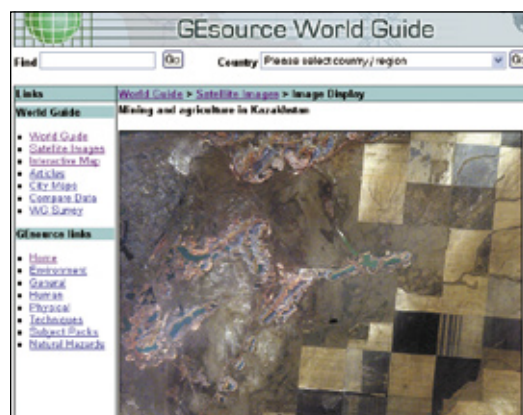 GEsource World Guide
Find Go Country Please select country / region Go
Links
World Guide
World Guide
Satellite Images
Interactive Map
Articles
City Maps
Compare Data
WG Survey
GEsource links
Home
Environment
General
Human
Physical
Techniques
Subject Packs
Natural Hazards
World Guide > Satellite Images > Image Display
Mining and agriculture in Kazakhstan